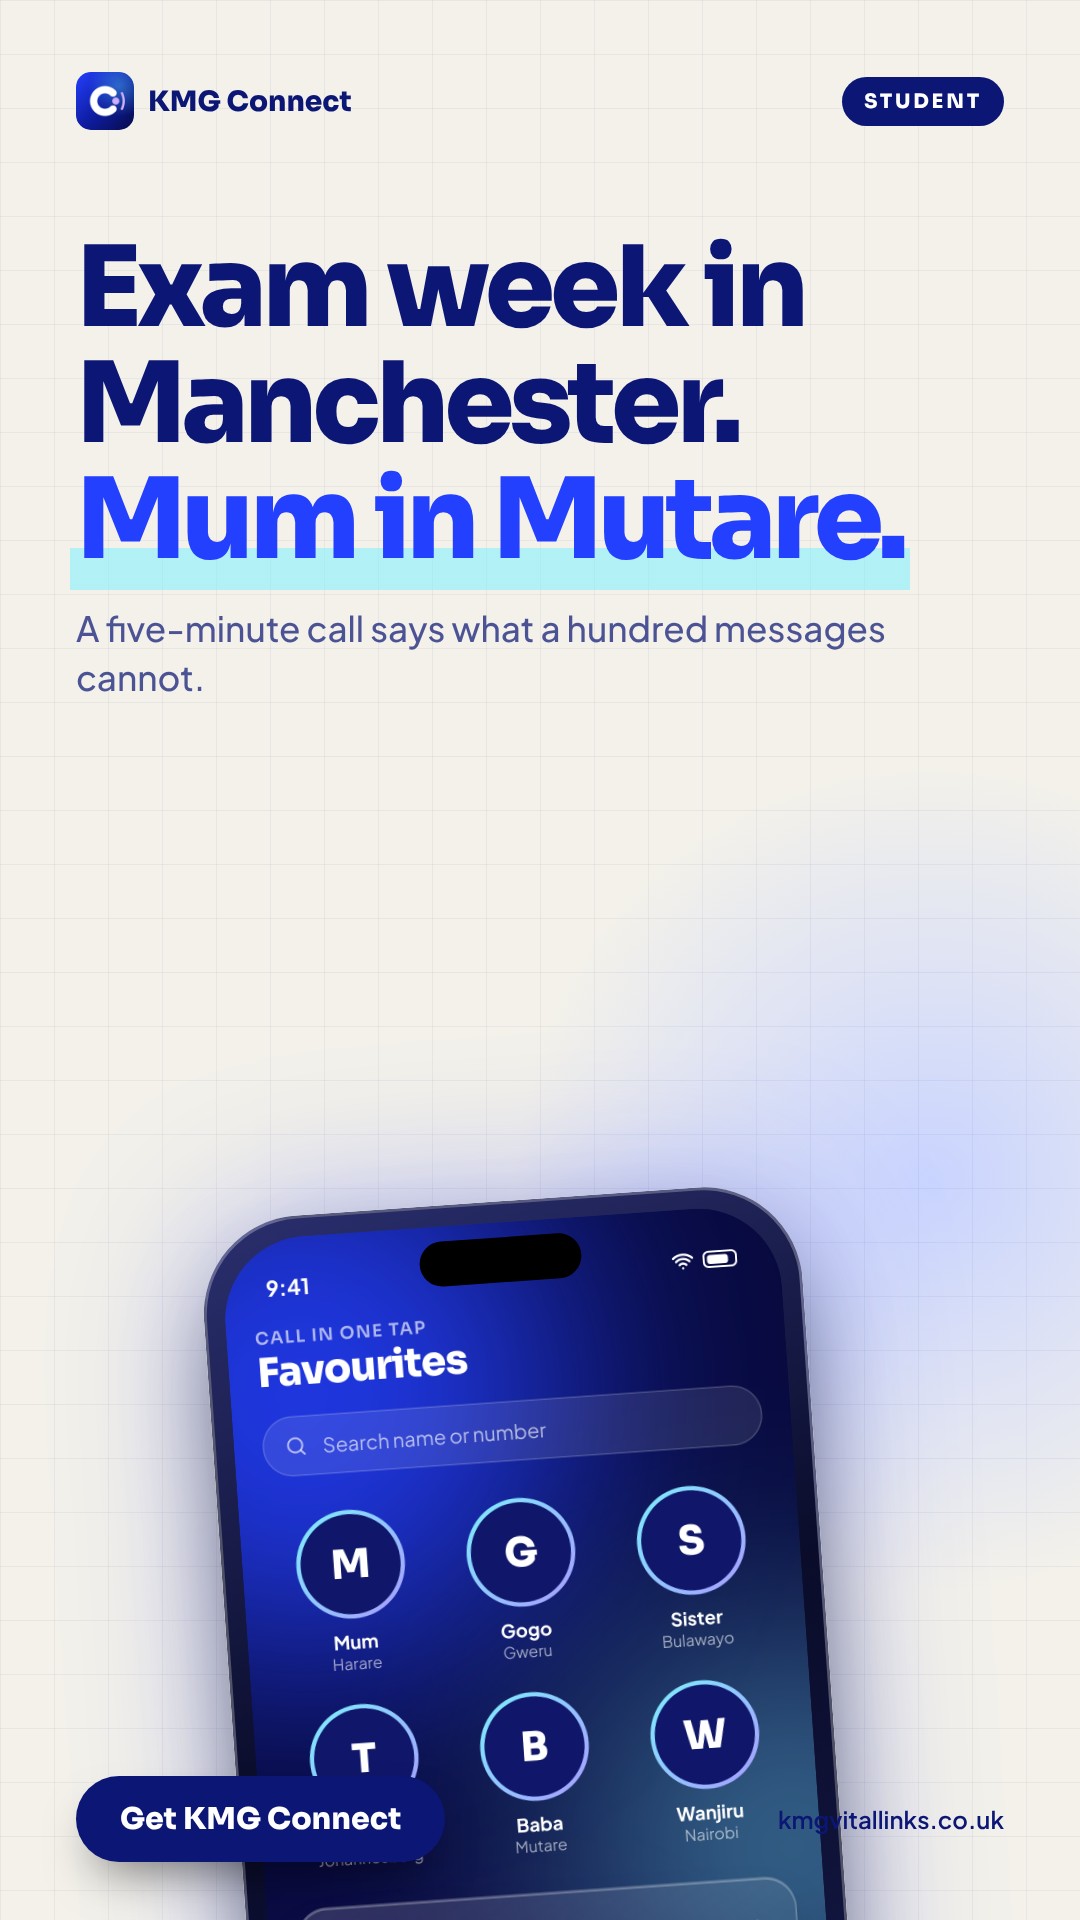 KMG Connect
STUDENT
Exam week in
Manchester.
Mum in Mutare.
A five-minute call says what a hundred messages
cannot.
9:41
CALL IN ONE TAP
Favourites
Search name or number
M
G
S
Mum
Harare
Gogo
Gweru
Sister
Bulawayo
T
B
W
Baba
Mutare
Wanjiru
Nairobi
Get KMG Connect
kmgvitallinks.co.uk